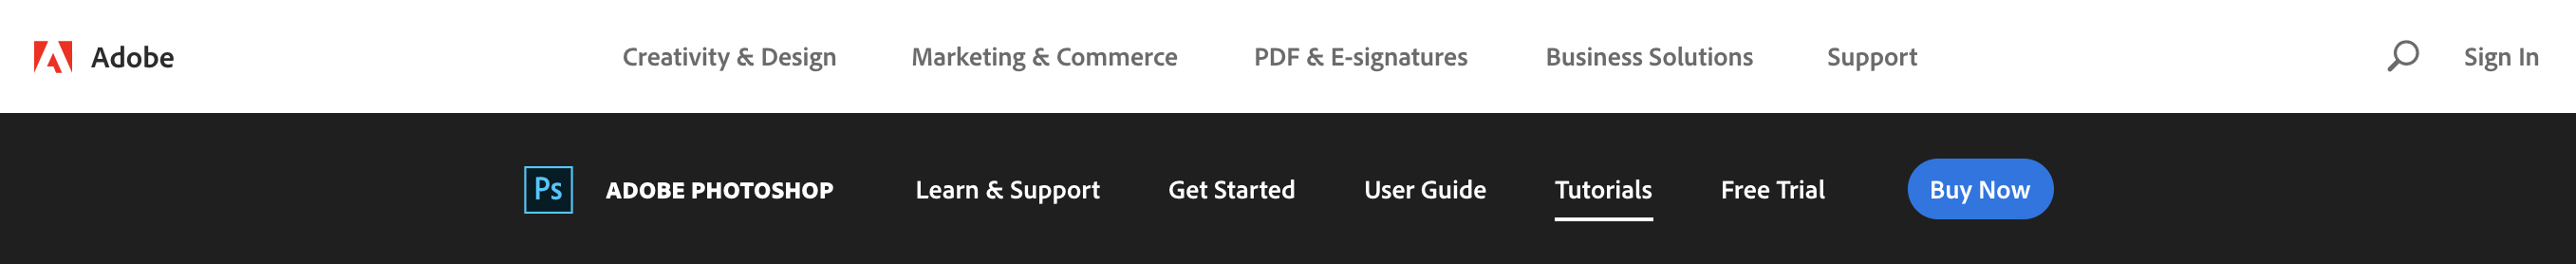 Adobe Creativity & Design Marketing & Commerce PDF & E-signatures Business Solutions Support Sign In
Ps ADOBE PHOTOSHOP Learn & Support Get Started User Guide Tutorials Free Trial Buy Now